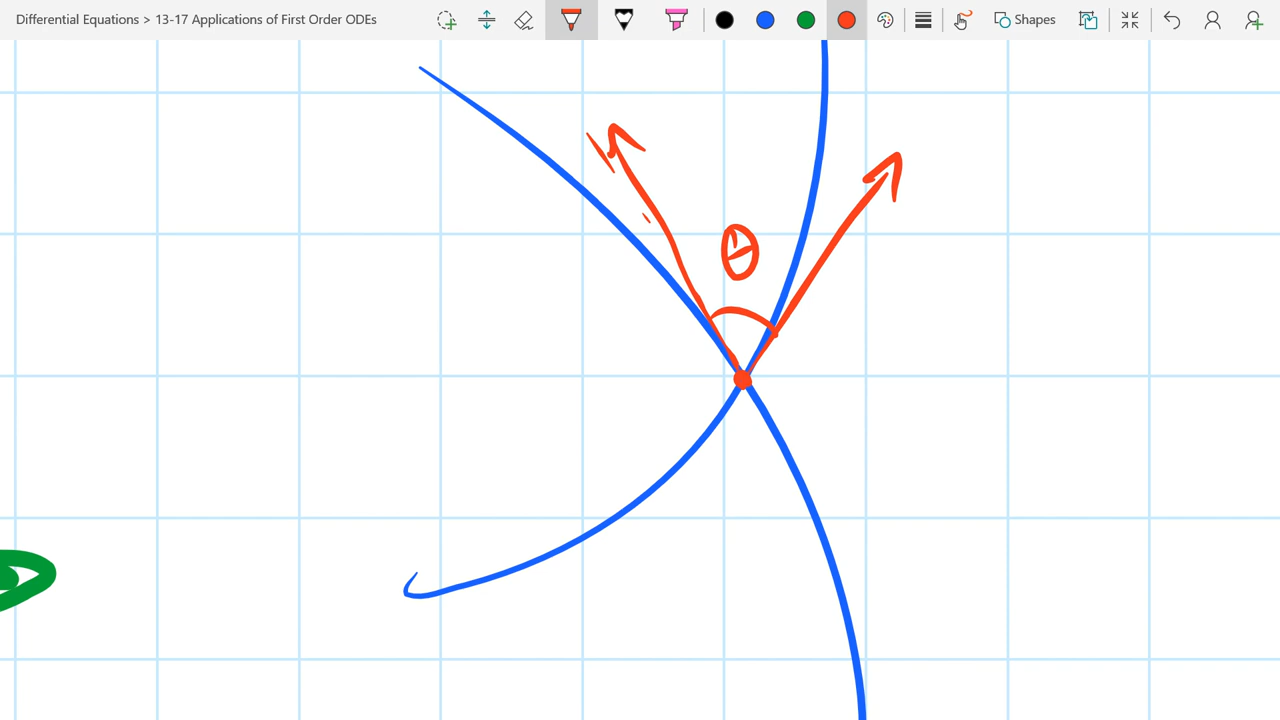 Differential Equations > 13-17 Applications of First Order ODEs
Shapes
θ